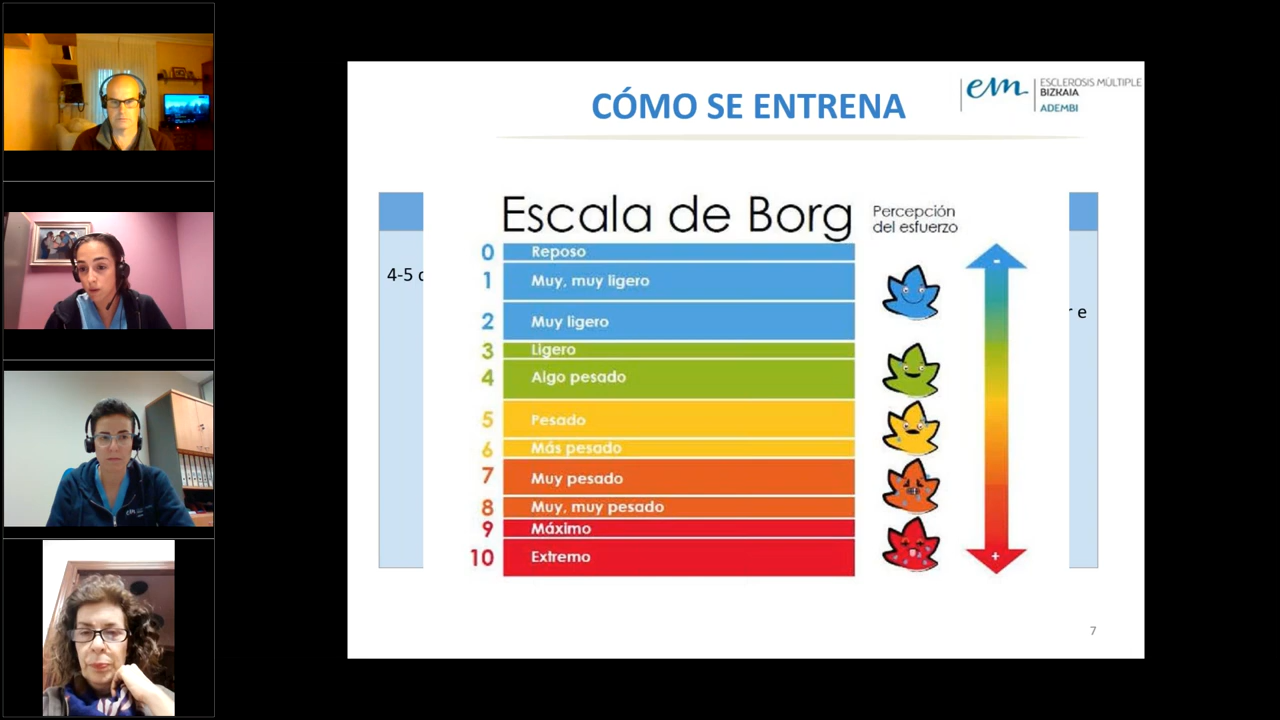 CÓMO SE ENTRENA
em ESCLEROSIS MÚLTIPLE
BIZKAIA
ADEMBI
Escala de Borg
Percepción
del esfuerzo
0 Reposo
1 Muy, muy ligero
2 Muy ligero
3 Ligero
4 Algo pesado
5 Pesado
6 Más pesado
7 Muy pesado
8 Muy, muy pesado
9 Máximo
10 Extremo
-
+
4-5
r e
7